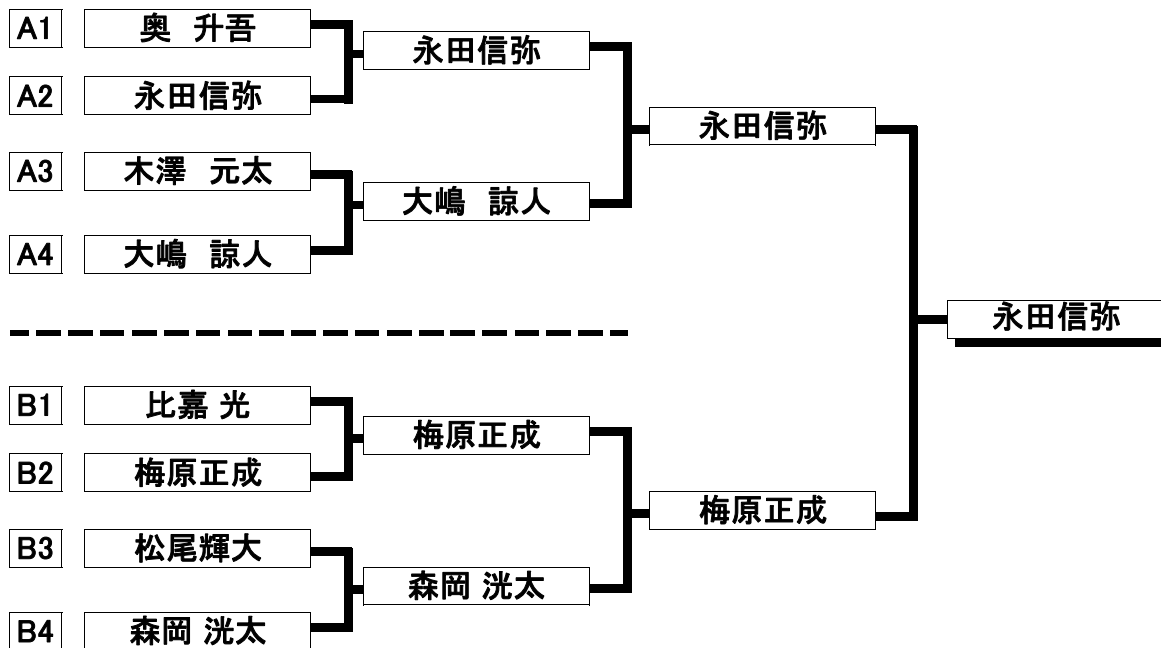 A1 奥 升吾
永田信弥
A2 永田信弥
永田信弥
A3 木澤 元太
大嶋 諒人
A4 大嶋 諒人
永田信弥
B1 比嘉 光
梅原正成
B2 梅原正成
梅原正成
B3 松尾輝大
森岡 洸太
B4 森岡 洸太